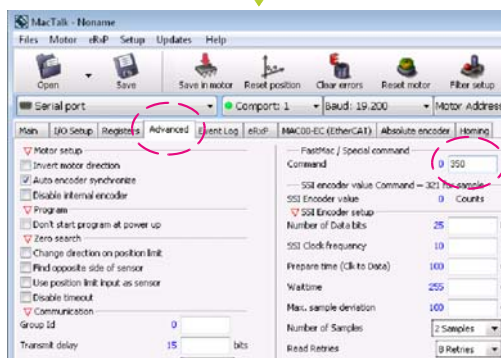 MacTalk - Noname
Files Motor eRxP Setup Updates Help
Open Save Save in motor Reset position Clear errors Reset motor Filter setup
Serial port Comport: 1 Baud: 19.200 Motor Address
Main I/O Setup Registers Advanced Event Log eRxP MAC00-EC (EtherCAT) Absolute encoder Homing
Motor setup
Invert motor direction
Auto encoder synchronize
Disable internal encoder
Program
Don't start program at power up
Zero search
Change direction on position limit
Find opposite side of sensor
Use position limit input as sensor
Disable timeout
Communication
Group Id 0
Transmit delay 15 bits
FastMac / Special command
Command 0 350
SSI encoder value Command = 321 for sample
SSI Encoder value 0 Counts
SSI Encoder setup
Number of Data bits 25
SSI Clock frequency 10
Prepare time (Clk to Data) 100
Waittime 255
Max. sample deviation 100
Number of Samples 2 Samples
Read Retries 8 Retries